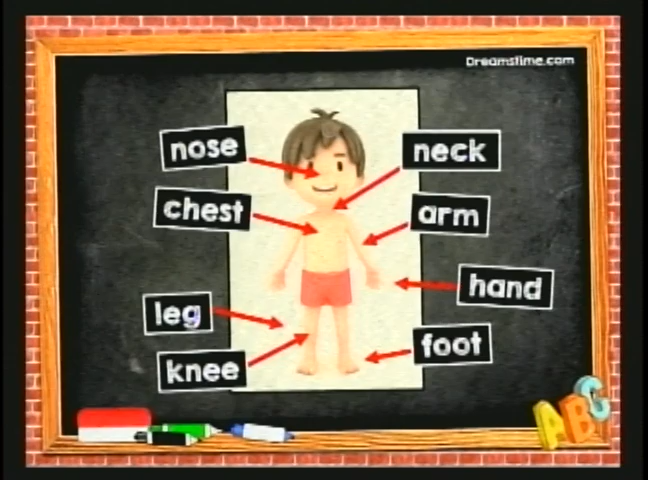 Dreamstime.com
nose
neck
chest
arm
hand
leg
foot
knee
ABC